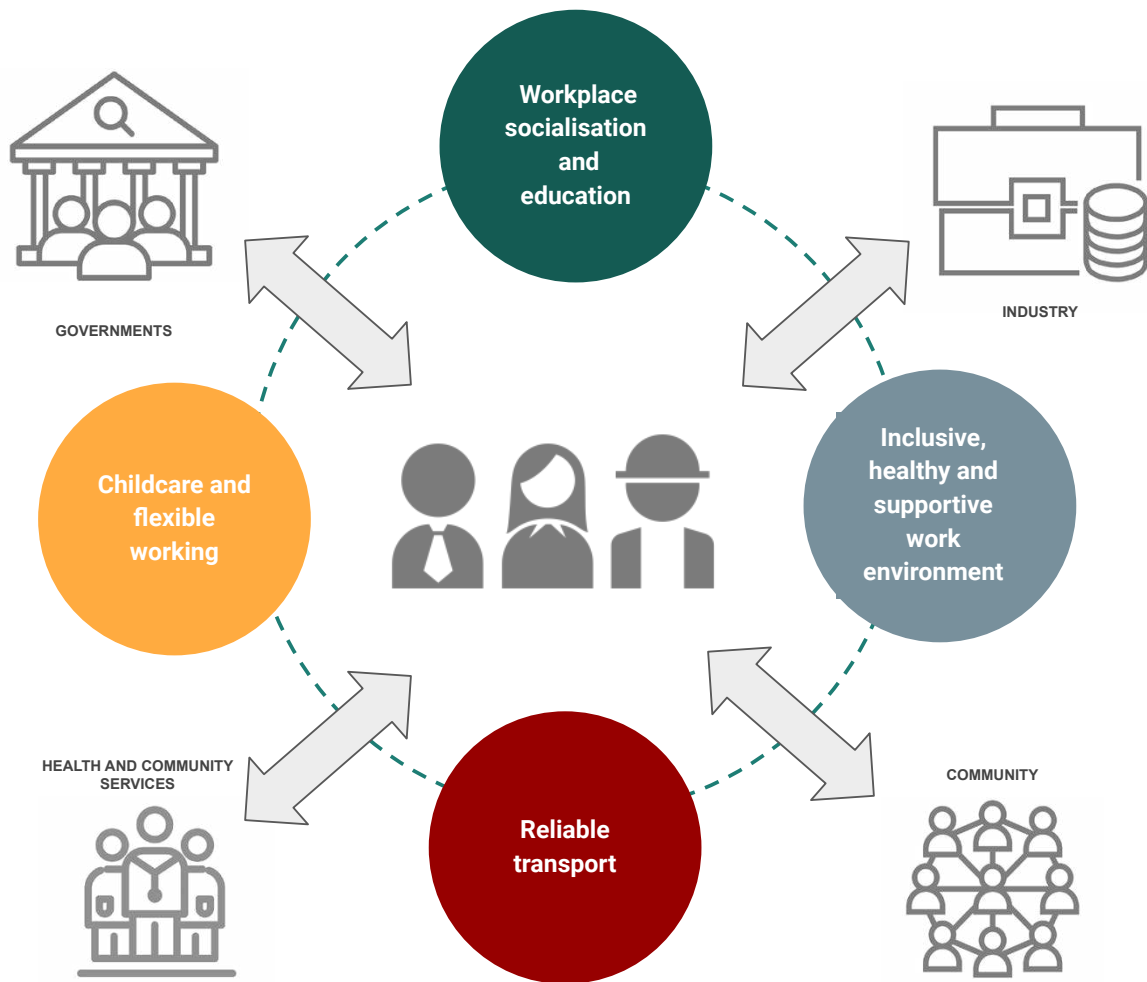 Workplace
socialisation
and
education
GOVERNMENTS
INDUSTRY
Childcare and
flexible
working
Inclusive,
healthy and
supportive
work
environment
HEALTH AND COMMUNITY
SERVICES
COMMUNITY
Reliable
transport